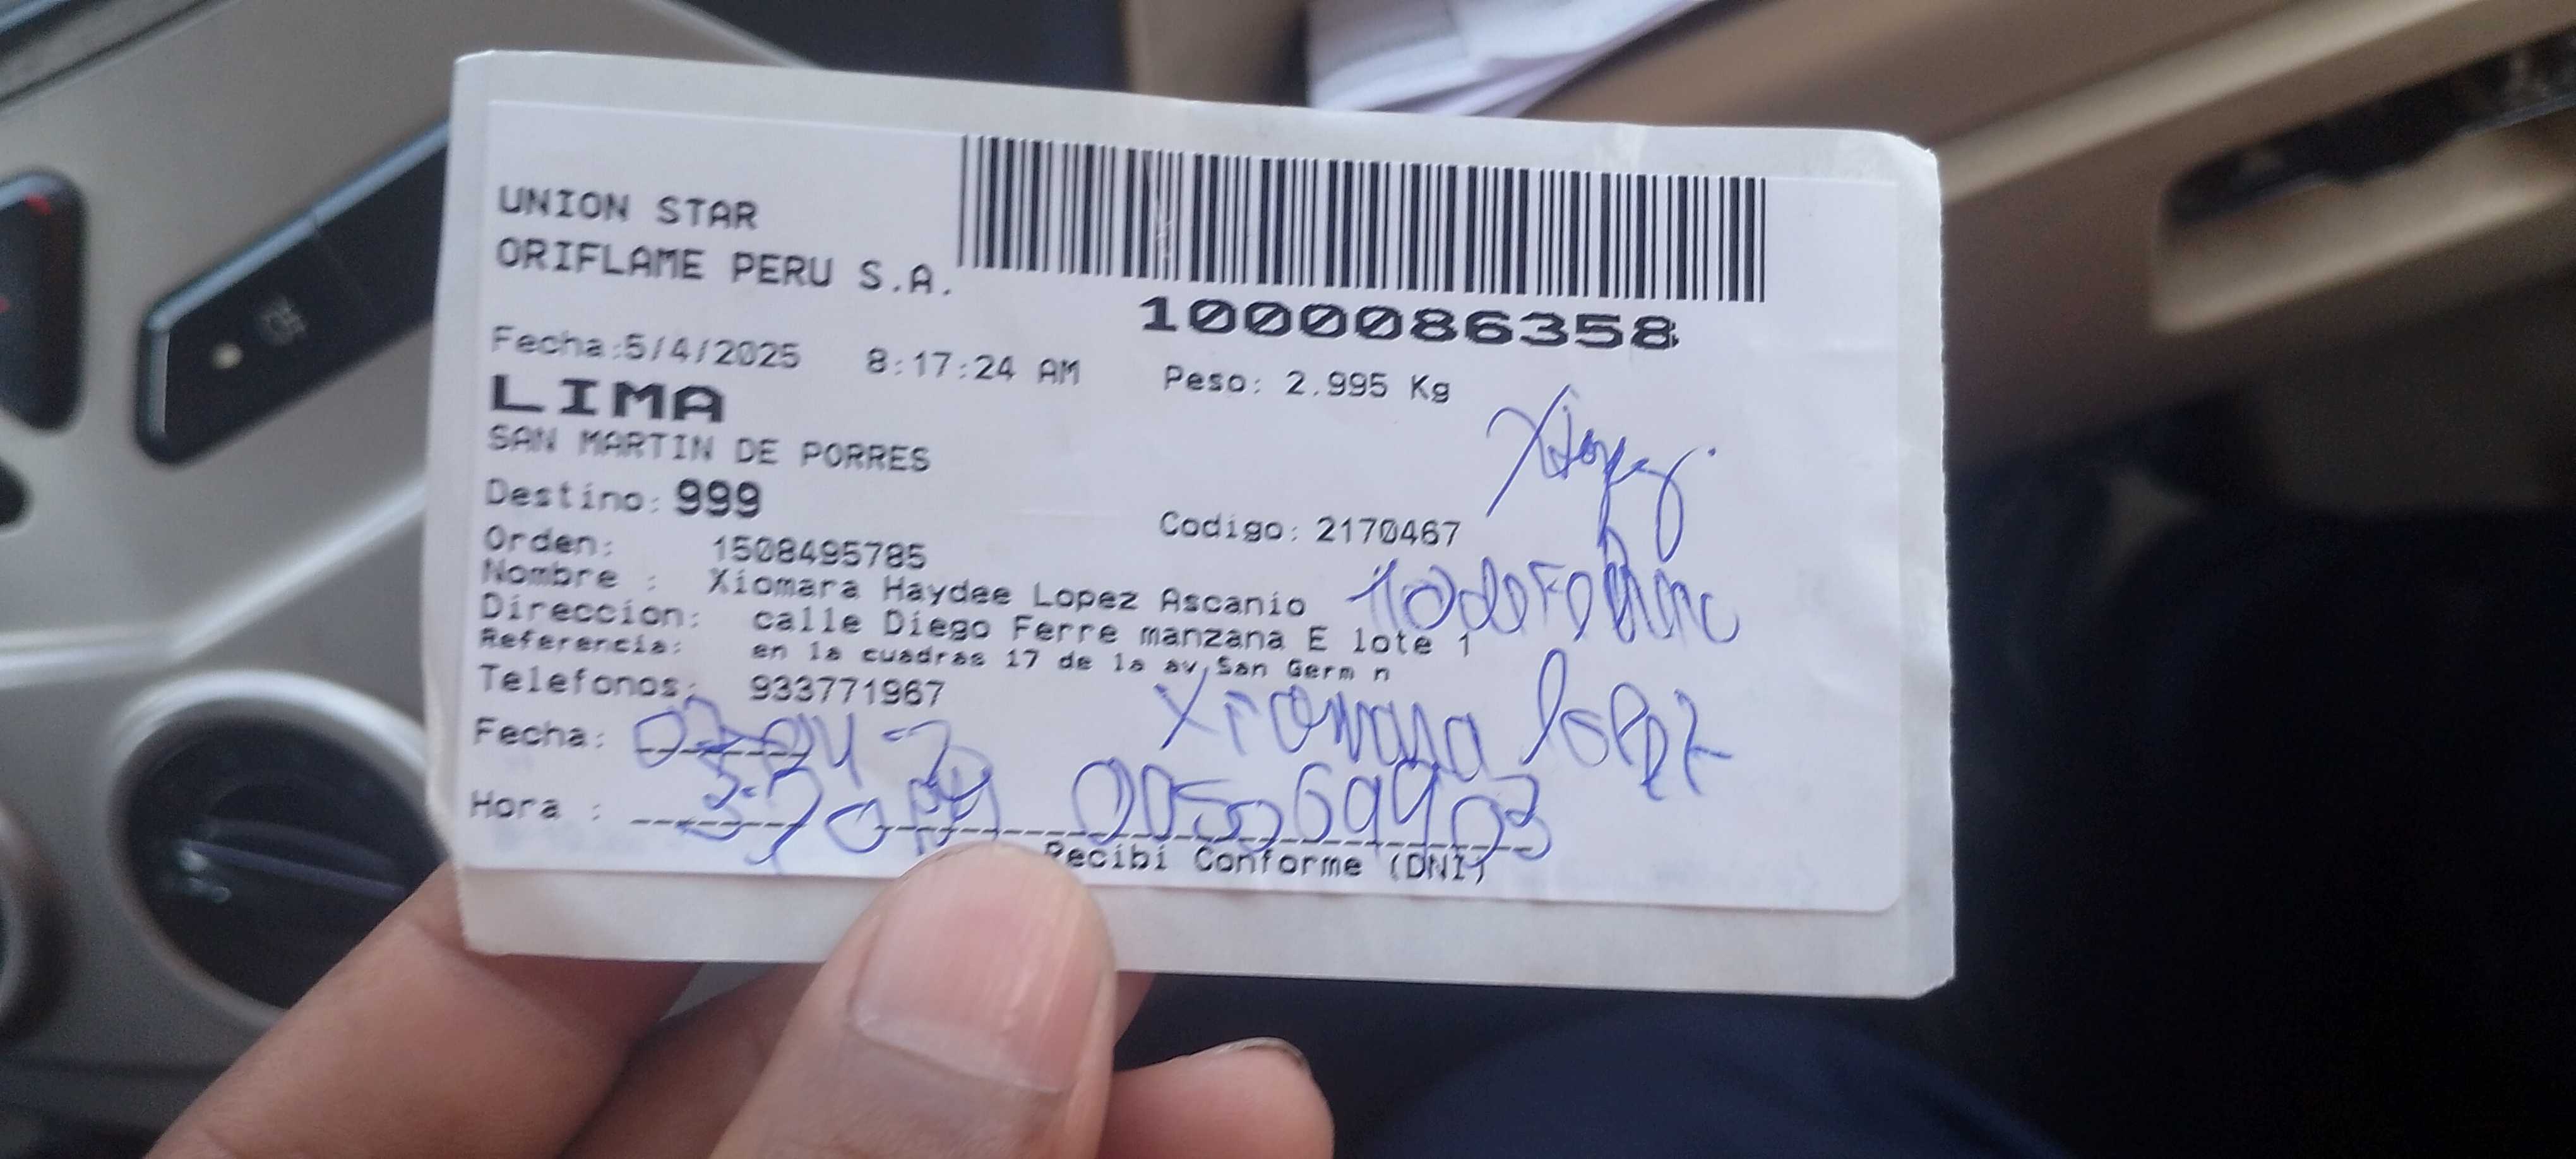 UNION STAR
ORIFLAME PERU S.A.
1000086358
Fecha:5/4/2025 8:17:24 AM Peso: 2.995 Kg
LIMA
SAN MARTIN DE PORRES
Destino: 999
Codigo: 2170467
Orden: 1508495785
Nombre : Xiomara Haydee Lopez Ascanio
Direccion: calle Diego Ferre manzana E lote 1
Referencia: en la cuadras 17 de la av,San Germ n
Telefonos: 933771967
Xiomara lopez
Fecha:
Hora :
Recibi Conforme (DNI)